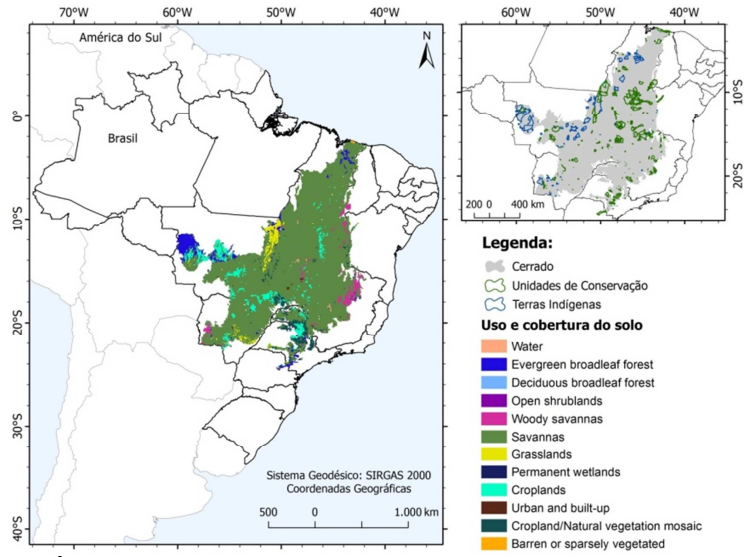 70°W 60°W 50°W 40°W
América do Sul
N
Brasil
0°
10°S
20°S
30°S
40°S
Sistema Geodésico: SIRGAS 2000
Coordenadas Geográficas
500 0 1.000 km
60°W 50°W 40°W
10°S
20°S
200 0 400 km
Legenda:
Cerrado
Unidades de Conservação
Terras Indígenas
Uso e cobertura do solo
Water
Evergreen broadleaf forest
Deciduous broadleaf forest
Open shrublands
Woody savannas
Savannas
Grasslands
Permanent wetlands
Croplands
Urban and built-up
Cropland/Natural vegetation mosaic
Barren or sparsely vegetated